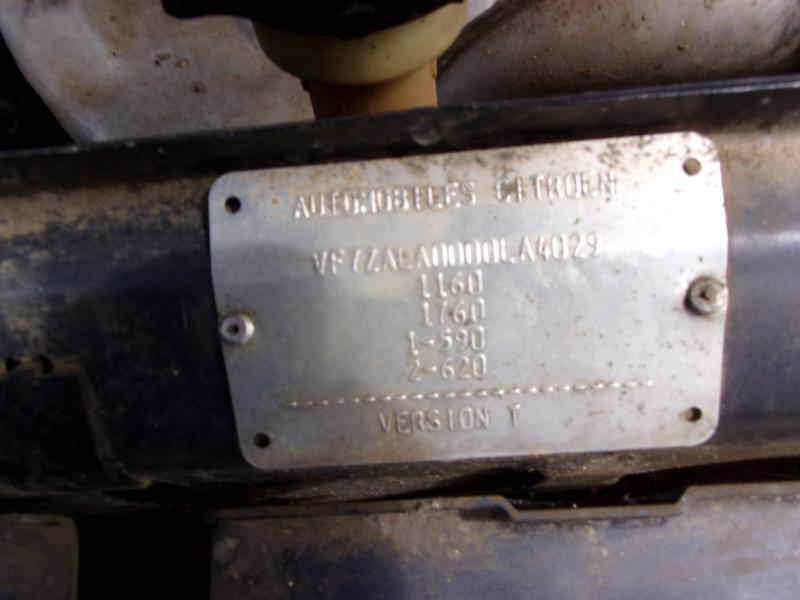 AUTOMOBILES CITROEN
VF7ZALA0000LA4029
1160
1760
1-590
2-620
VERSION T